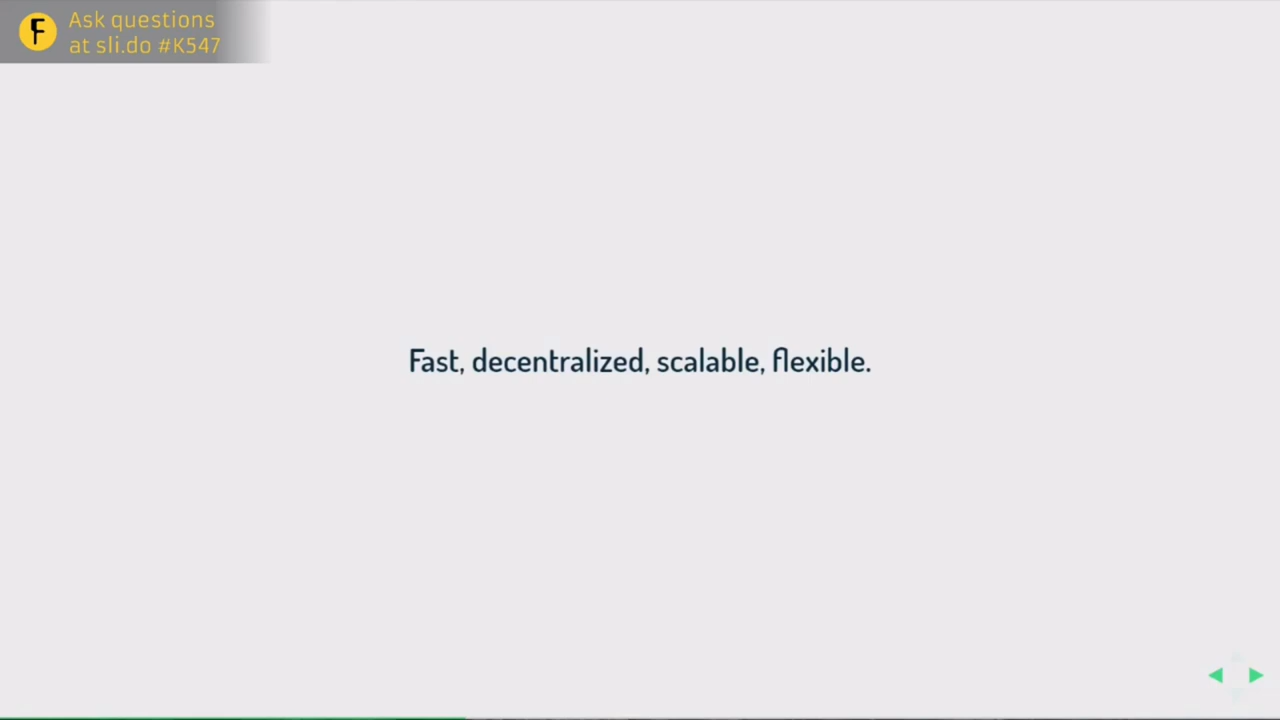 F
Ask questions
at sli.do #K547
Fast, decentralized, scalable, flexible.